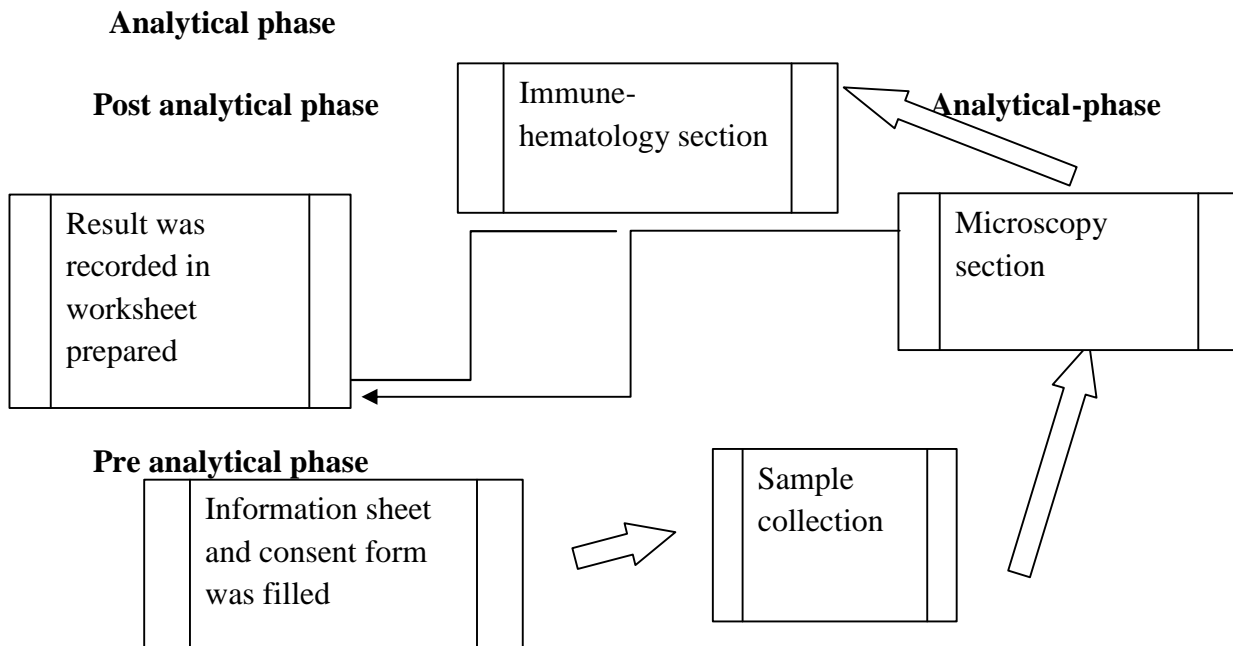 Analytical phase
Post analytical phase
Immune-
hematology section
Analytical-phase
Result was
recorded in
worksheet
prepared
Microscopy
section
Pre analytical phase
Information sheet
and consent form
was filled
Sample
collection